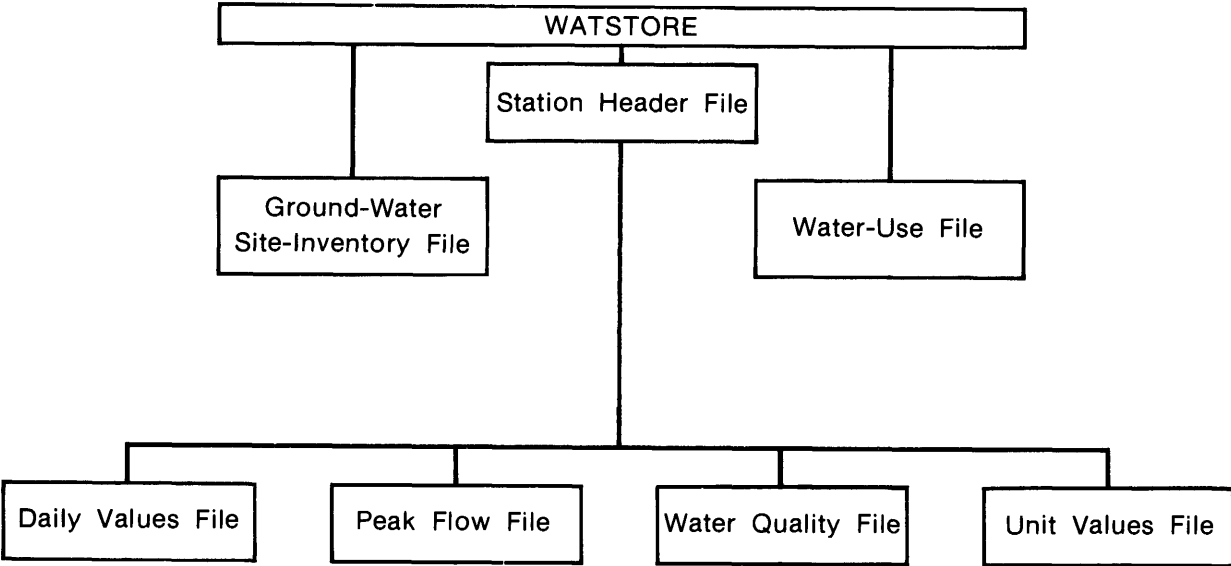 WATSTORE
Station Header File
Ground-Water
Site-Inventory File
Water-Use File
Daily Values File
Peak Flow File
Water Quality File
Unit Values File